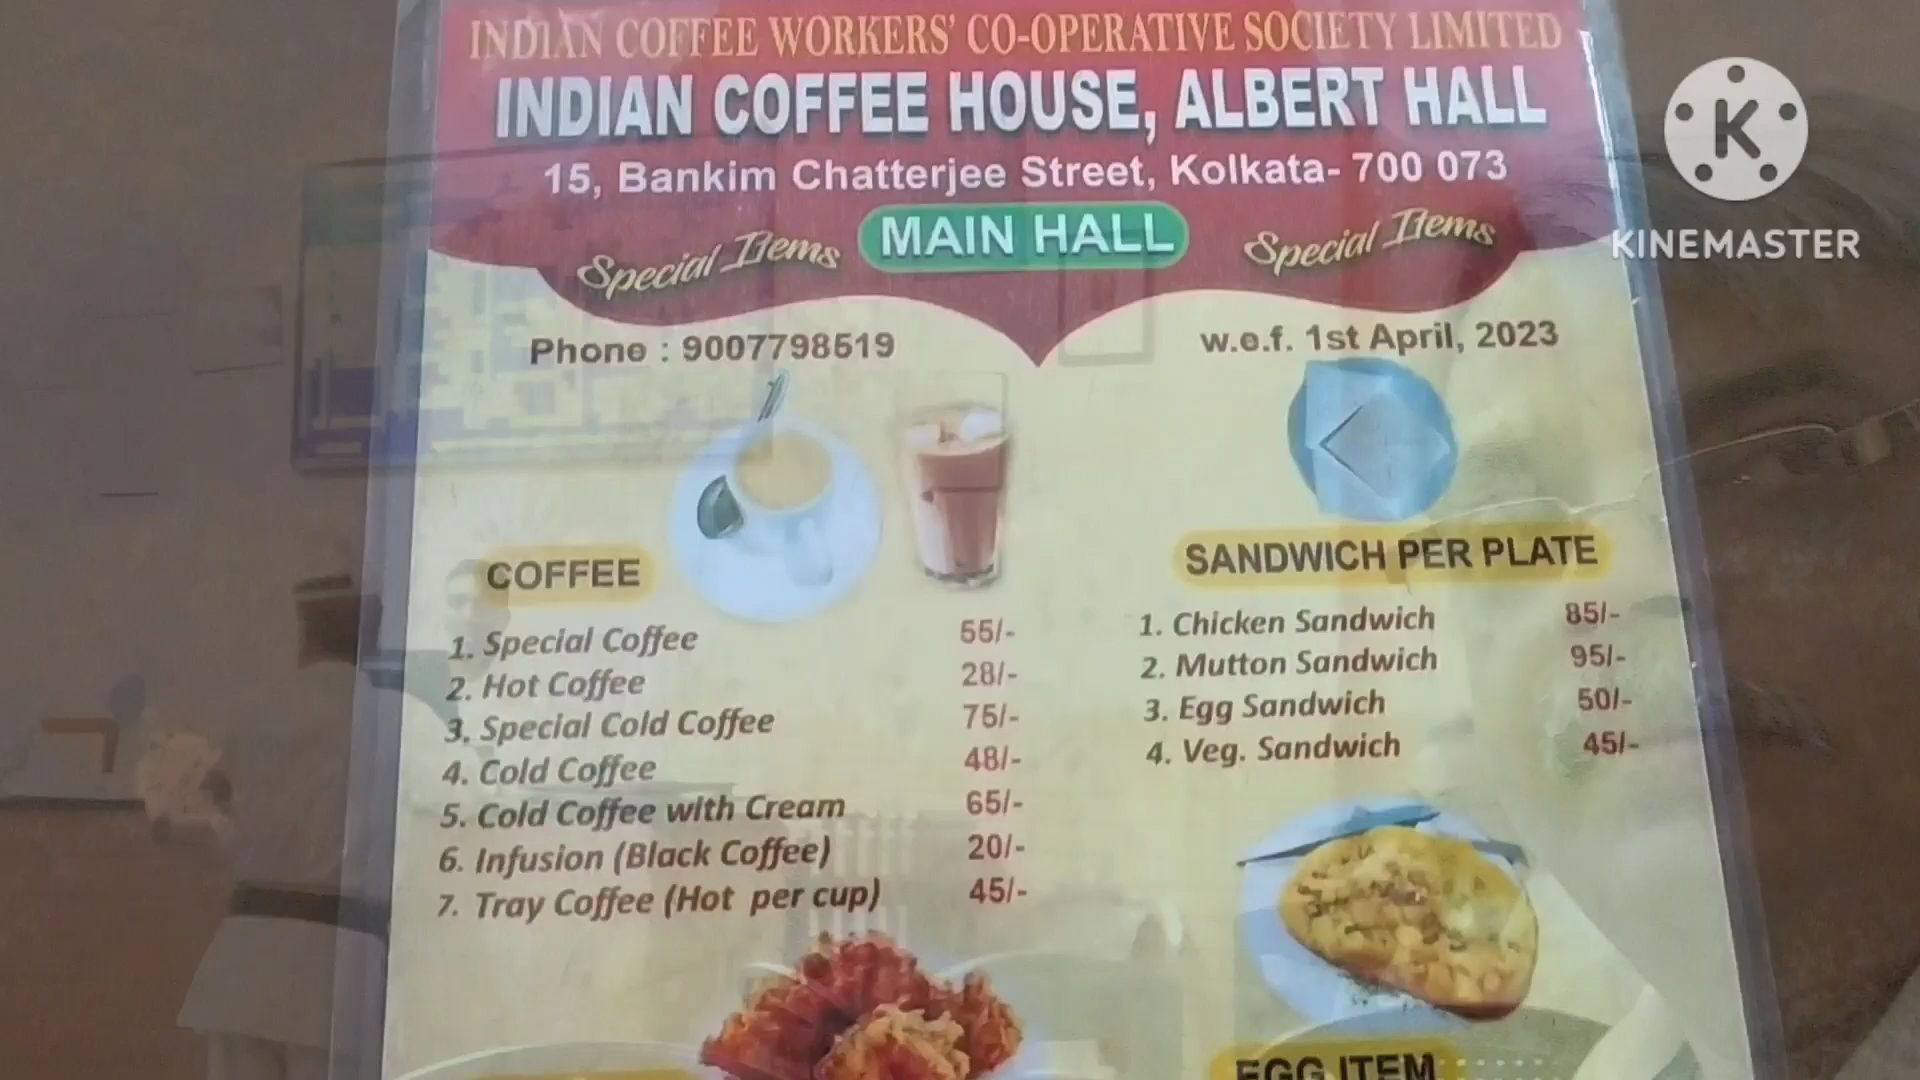 INDIAN COFFEE WORKERS' CO-OPERATIVE SOCIETY LIMITED
INDIAN COFFEE HOUSE, ALBERT HALL
15, Bankim Chatterjee Street, Kolkata- 700 073
Special Items MAIN HALL Special Items
K
KINEMASTER
Phone : 9007798519
w.e.f. 1st April, 2023
COFFEE
1. Special Coffee 55/-
2. Hot Coffee 28/-
3. Special Cold Coffee 75/-
4. Cold Coffee 48/-
5. Cold Coffee with Cream 65/-
6. Infusion (Black Coffee) 20/-
7. Tray Coffee (Hot per cup) 45/-
SANDWICH PER PLATE
1. Chicken Sandwich 85/-
2. Mutton Sandwich 95/-
3. Egg Sandwich 50/-
4. Veg. Sandwich 45/-
EGG ITEM